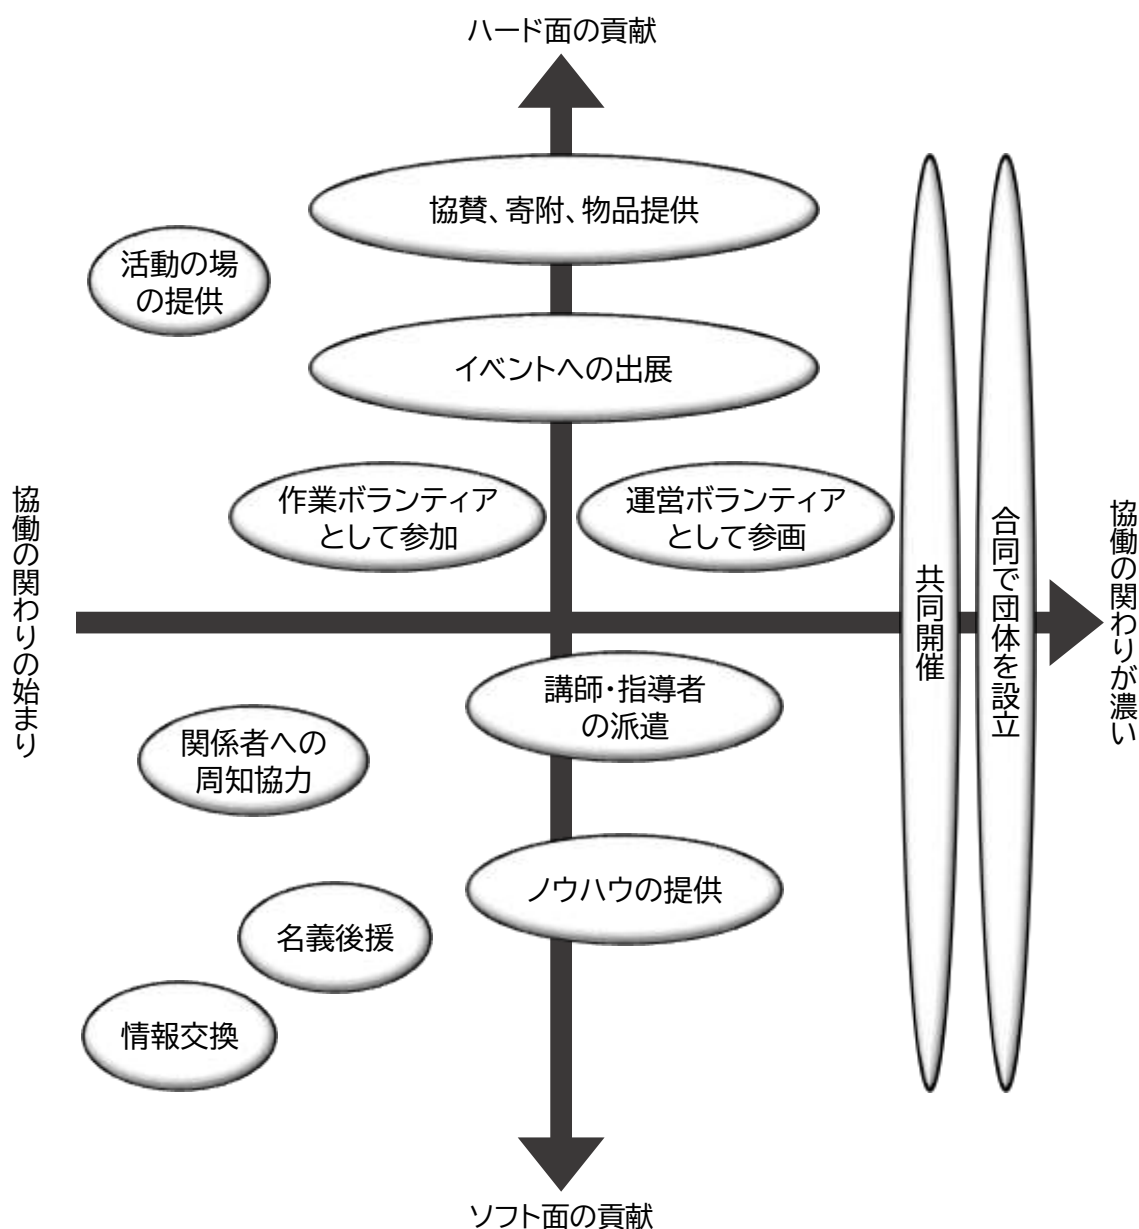 ハード面の貢献
協賛、寄附、物品提供
活動の場
の提供
イベントへの出展
作業ボランティア
として参加
運営ボランティア
として参画
協働の関わりの始まり
共同開催
合同で団体を設立
協働の関わりが濃い
講師・指導者
の派遣
関係者への
周知協力
ノウハウの提供
名義後援
情報交換
ソフト面の貢献